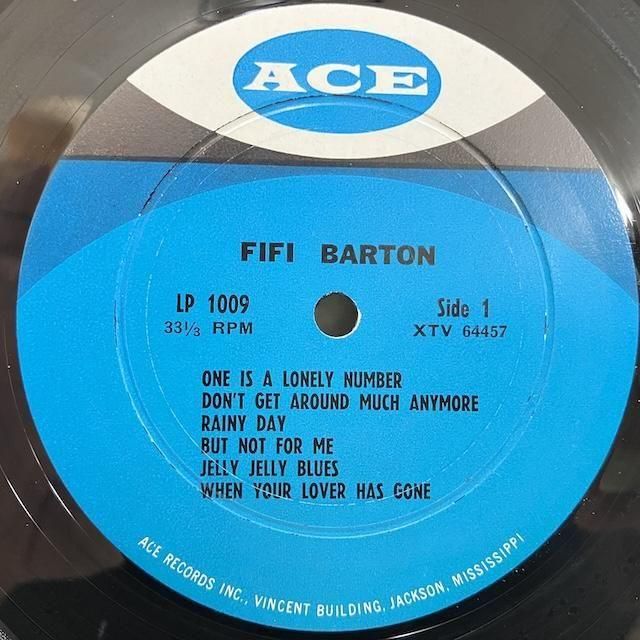 ACE
FIFI BARTON
LP 1009
33⅓ RPM
Side 1
XTV 64457
ONE IS A LONELY NUMBER
DON'T GET AROUND MUCH ANYMORE
RAINY DAY
BUT NOT FOR ME
JELLY JELLY BLUES
WHEN YOUR LOVER HAS GONE
ACE RECORDS INC., VINCENT BUILDING, JACKSON, MISSISSIPPI